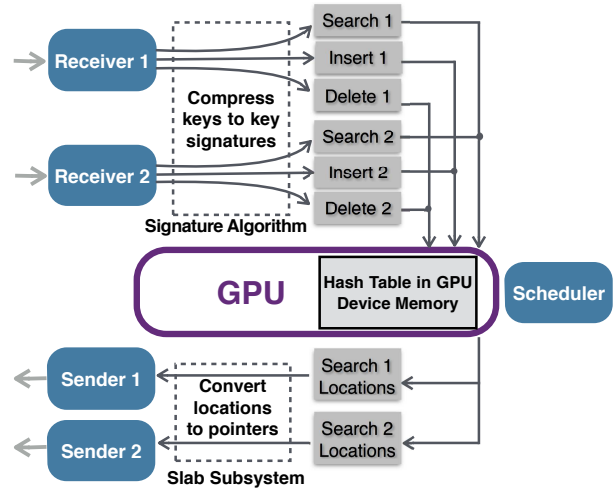 Search 1
Receiver 1
Insert 1
Compress
keys to key
signatures
Delete 1
Search 2
Receiver 2
Insert 2
Delete 2
Signature Algorithm
GPU
Hash Table in GPU
Device Memory
Scheduler
Sender 1
Convert
locations
to pointers
Search 1
Locations
Sender 2
Search 2
Locations
Slab Subsystem